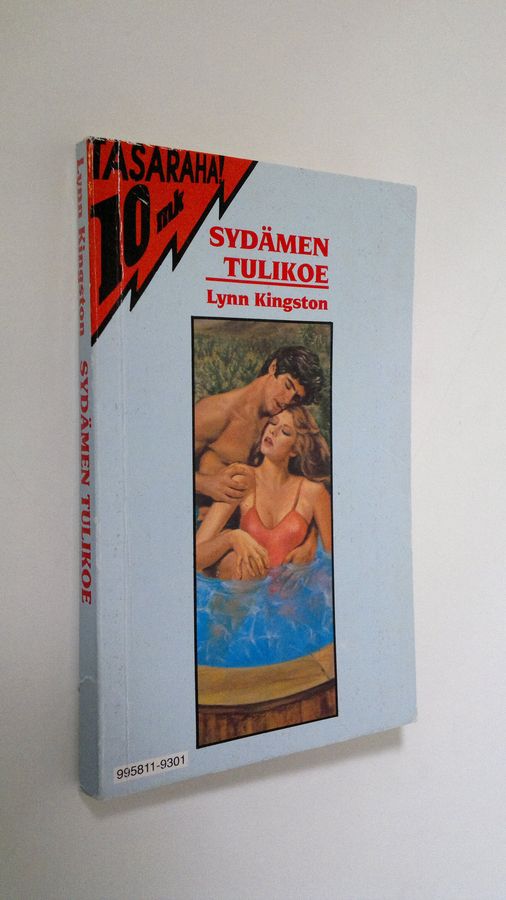 TASARAHA!
10 mk
SYDÄMEN
TULIKOE
Lynn Kingston
Lynn Kingston SYDÄMEN TULIKOE
995811-9301